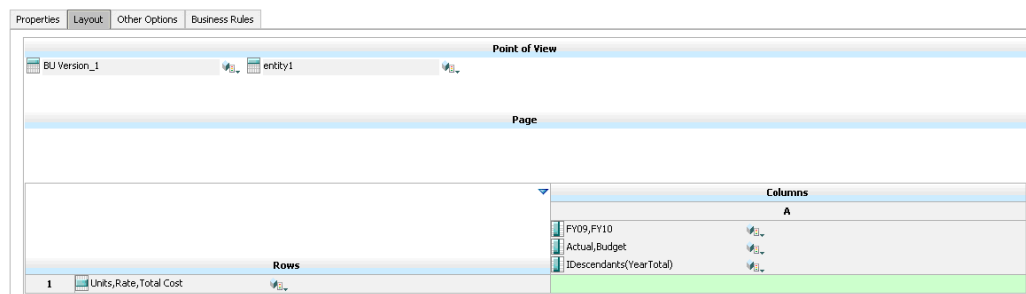 Properties Layout Other Options Business Rules
Point of View
BU Version_1 entity1
Page
Columns
A
FY09,FY10
Actual,Budget
IDescendants(YearTotal)
Rows
1 Units,Rate,Total Cost